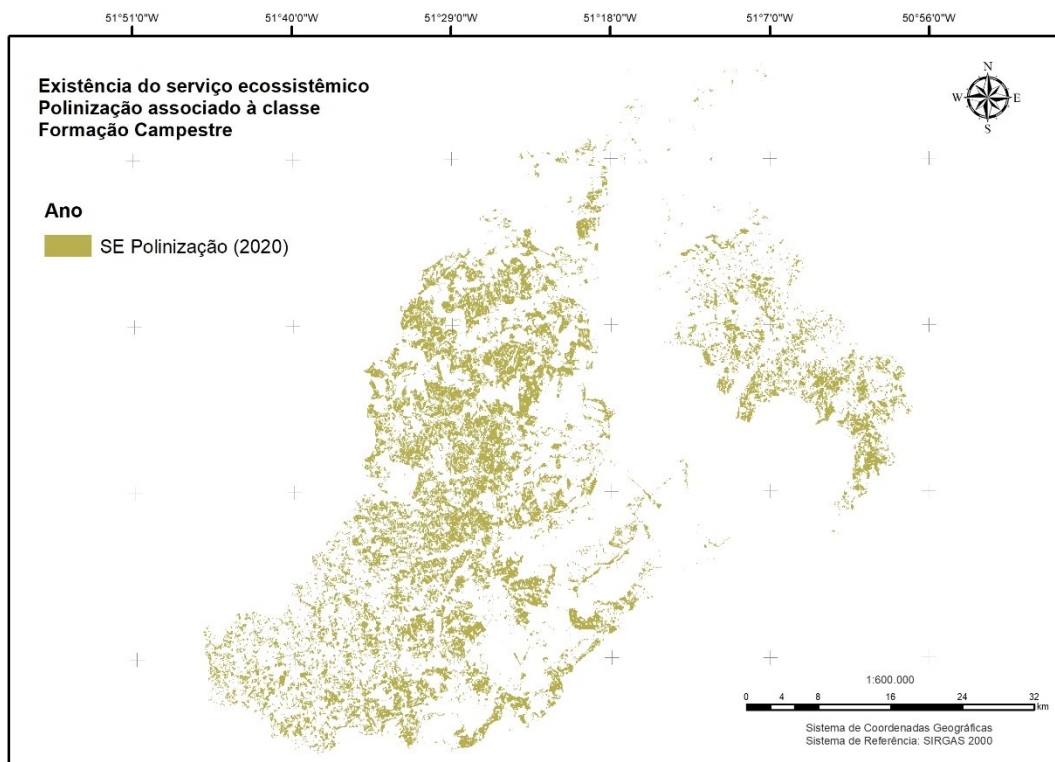 51°51'0"W 51°40'0"W 51°29'0"W 51°18'0"W 51°7'0"W 50°56'0"W
Existência do serviço ecossistêmico
Polinização associado à classe
Formação Campestre
N
W E
S
Ano
SE Polinização (2020)
1:600.000
0 4 8 16 24 32
km
Sistema de Coordenadas Geográficas
Sistema de Referência: SIRGAS 2000